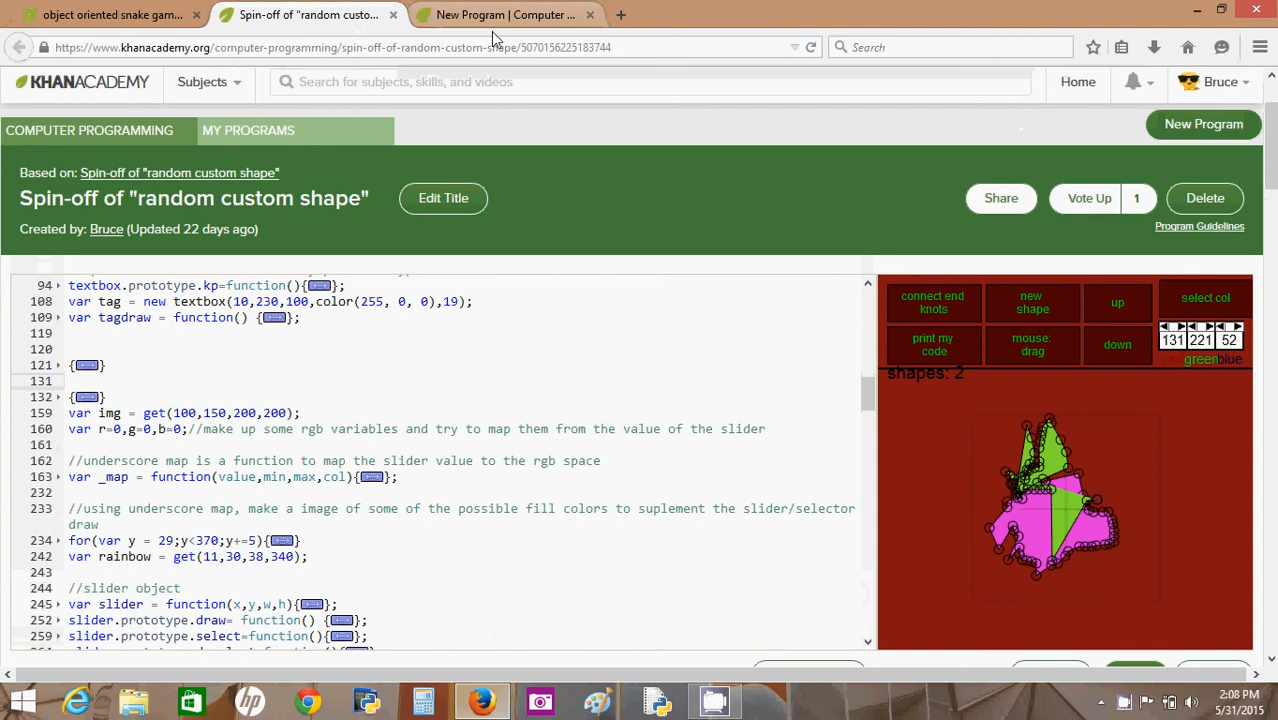 object oriented snake gam...
Spin-off of "random custo...
New Program | Computer ...
https://www.khanacademy.org/computer-programming/spin-off-of-random-custom-shape/5070156225183744
Search
KHANACADEMY
Subjects
Search for subjects, skills, and videos
Home
Bruce
COMPUTER PROGRAMMING
MY PROGRAMS
New Program
Based on: Spin-off of "random custom shape"
Spin-off of "random custom shape"
Edit Title
Share
Vote Up
1
Delete
Created by: Bruce (Updated 22 days ago)
Program Guidelines
94 textbox.prototype.kp=function(){};
108 var tag = new textbox(10,230,100,color(255, 0, 0),19);
109 var tagdraw = function() {};
119
120
121 {}
131
132 {}
159 var img = get(100,150,200,200);
160 var r=0,g=0,b=0;//make up some rgb variables and try to map them from the value of the slider
161
162 //underscore map is a function to map the slider value to the rgb space
163 var _map = function(value,min,max,col){};
232
233 //using underscore map, make a image of some of the possible fill colors to suplement the slider/selector
draw
234 for(var y = 29;y<370;y+=5){}
242 var rainbow = get(11,30,38,340);
243
244 //slider object
245 var slider = function(x,y,w,h){};
252 slider.prototype.draw= function() {};
259 slider.prototype.select=function(){};
connect end
knots
new
shape
up
select col
print my
code
mouse:
drag
down
131 221 52
green blue
shapes: 2
2:08 PM
5/31/2015